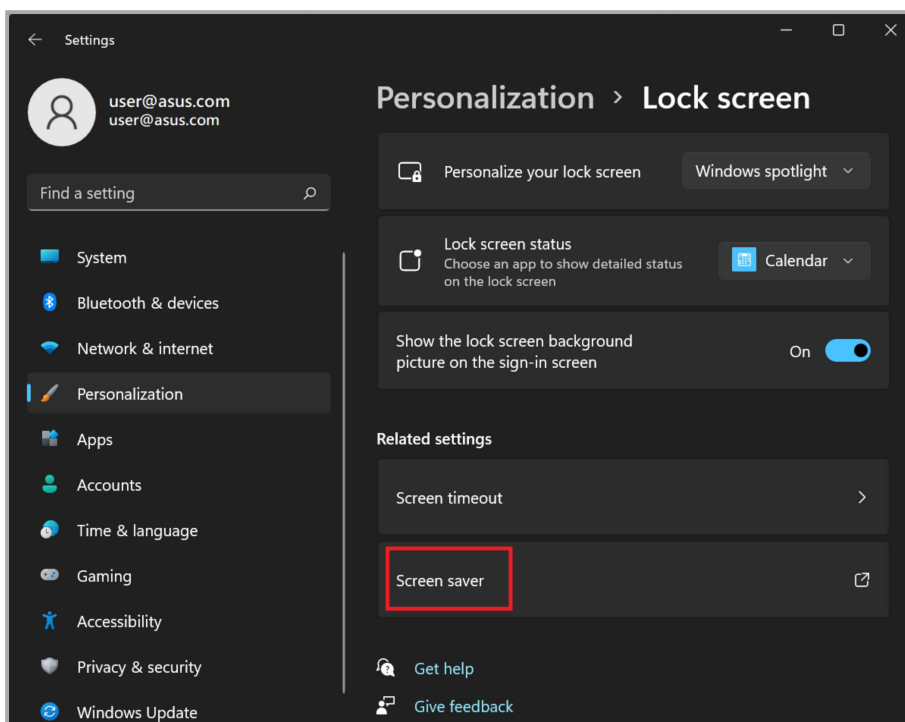 Settings
user@asus.com
user@asus.com
Find a setting
System
Bluetooth & devices
Network & internet
Personalization
Apps
Accounts
Time & language
Gaming
Accessibility
Privacy & security
Windows Update
Personalization > Lock screen
Personalize your lock screen
Windows spotlight
Lock screen status
Choose an app to show detailed status
on the lock screen
Calendar
Show the lock screen background
picture on the sign-in screen
On
Related settings
Screen timeout
Screen saver
Get help
Give feedback